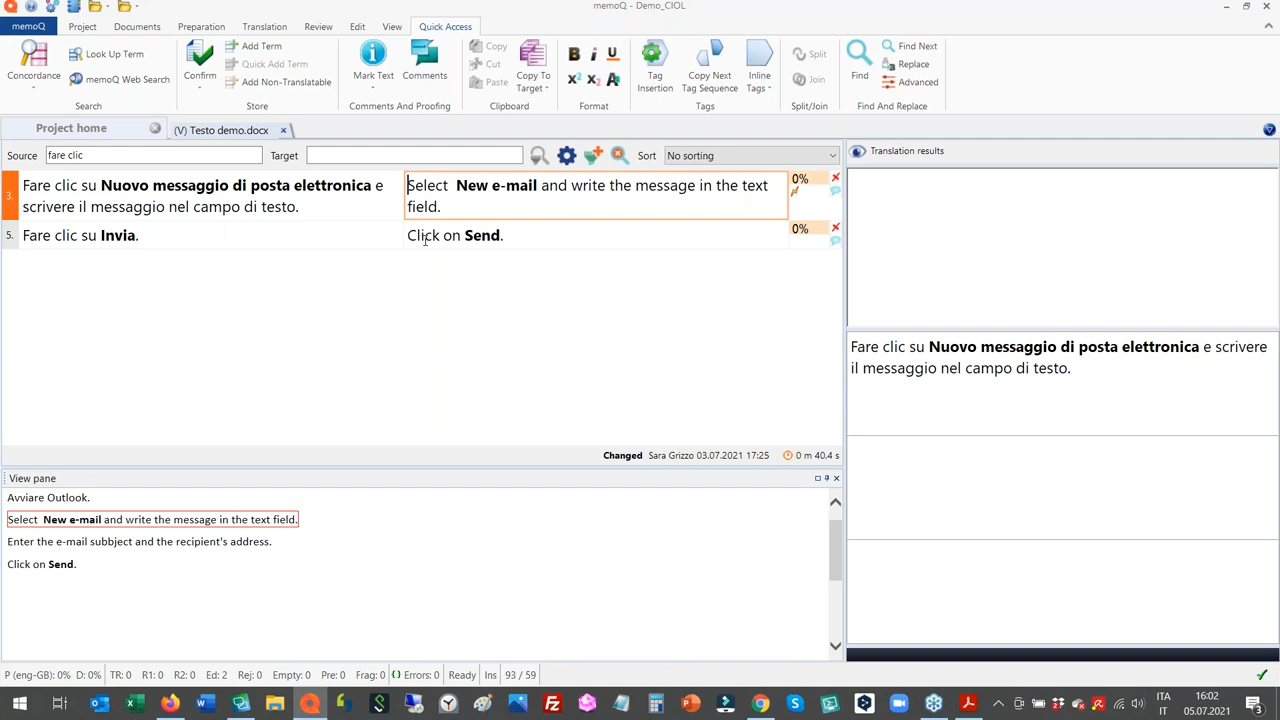 memoQ - Demo_CIOL
memoQ Project Documents Translation Preparation Review Edit View Quick Access
Concordance
Look Up Term
memoQ Web Search
Search
Confirm
Add Term
Quick Add Term
Add Non-Translatable
Store
Mark Text
Comments
Comments And Proofing
Copy
Cut
Paste
Copy To Target
Clipboard
B i U
x² x₂ A
Format
Tag Insertion
Copy Next Tag Sequence
Inline Tags
Tags
Split
Join
Split/Join
Find
Find Next
Replace
Advanced
Find And Replace
Project home
(V) Testo demo.docx
Source fare clic Target Sort No sorting
3. Fare clic su Nuovo messaggio di posta elettronica e
scrivere il messaggio nel campo di testo.
Select  New e-mail and write the message in the text
field.
0%
5. Fare clic su Invia. Click on Send. 0%
Changed Sara Grizzo 03.07.2021 17:25 0 m 40,4 s
Translation results
Fare clic su Nuovo messaggio di posta elettronica e scrivere
il messaggio nel campo di testo.
View pane
Avviare Outlook.
Select  New e-mail and write the message in the text field.
Enter the e-mail subbject and the recipient's address.
Click on Send.
P (eng-GB): 0% D: 0% TR: 0 R1: 0 R2: 0 Ed: 2 Rej: 0 Empty: 0 Pre: 0 Frag: 0 Errors: 0 Ready Ins 93 / 59
ITA
IT
16:02
05.07.2021
3